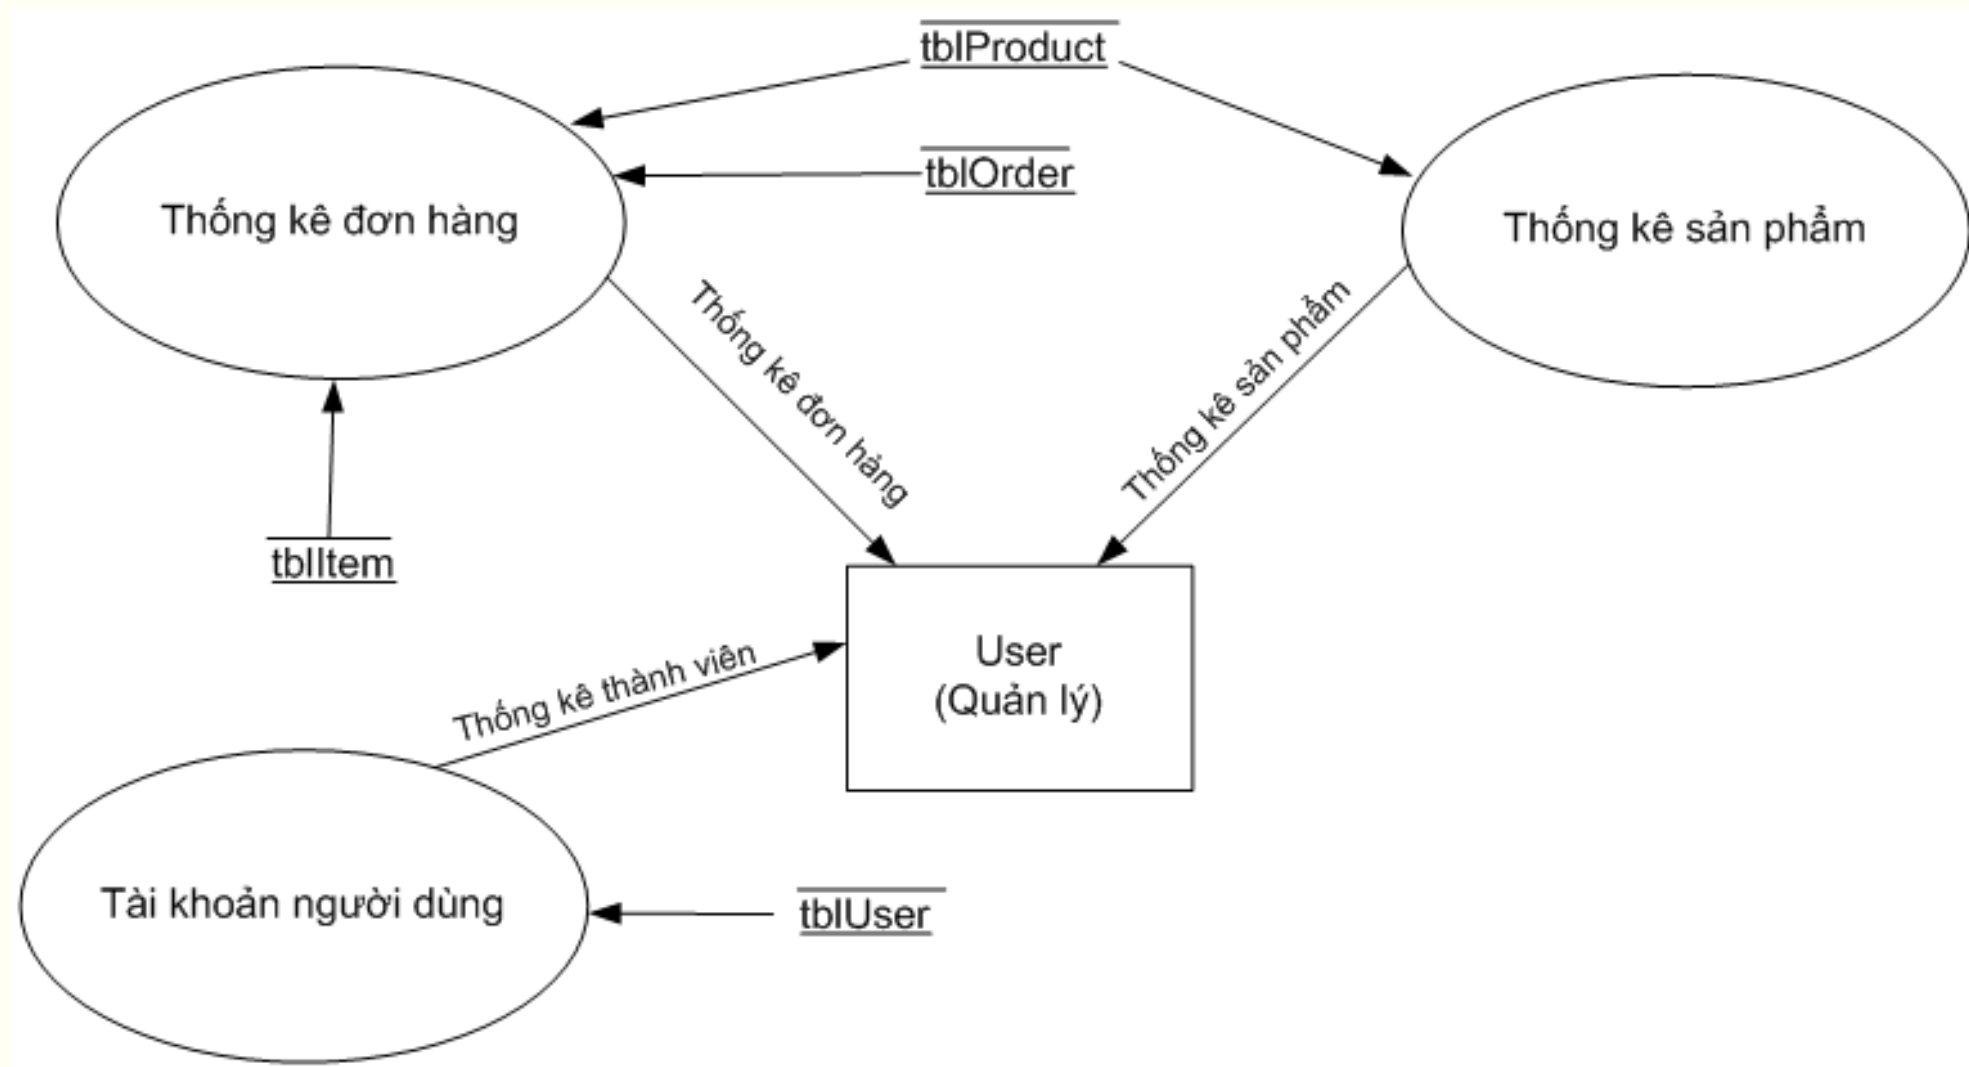 tblProduct
tblOrder
Thống kê đơn hàng
Thống kê sản phẩm
Thống kê đơn hảng
Thống kê sản phẩm
tblItem
User
(Quản lý)
Thống kê thành viên
Tài khoản người dùng
tblUser